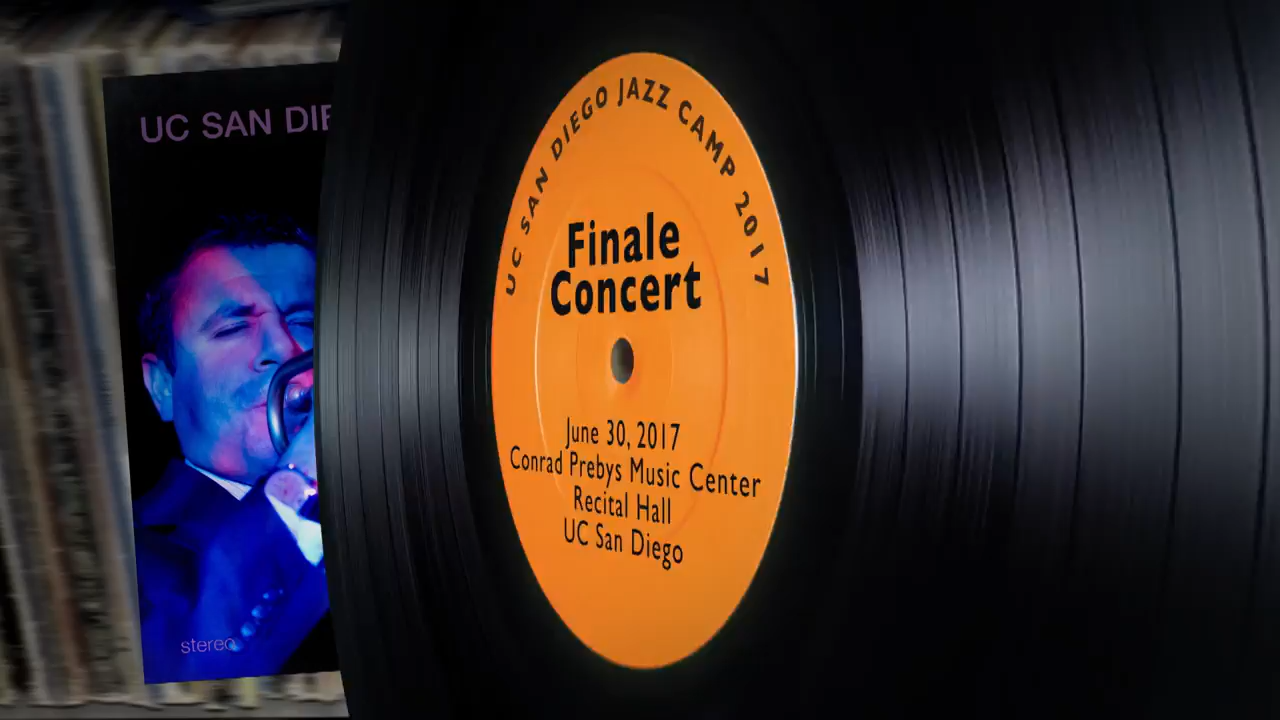 UC SAN DIE
stereo
UC SAN DIEGO JAZZ CAMP 2017
Finale
Concert
June 30, 2017
Conrad Prebys Music Center
Recital Hall
UC San Diego